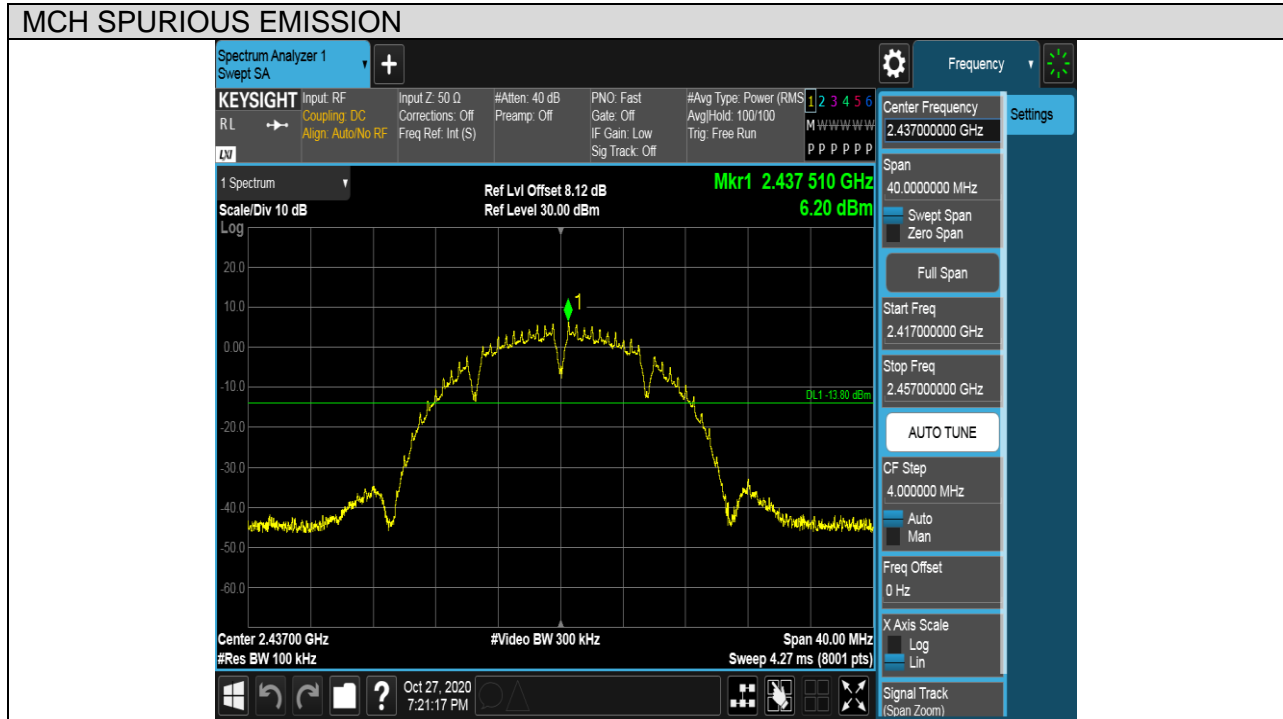 MCH SPURIOUS EMISSION
Spectrum Analyzer 1
Swept SA
Frequency
KEYSIGHT
RL
LXI
Input: RF
Coupling: DC
Align: Auto/No RF
Input Z: 50 Ω
Corrections: Off
Freq Ref: Int (S)
#Atten: 40 dB
Preamp: Off
PNO: Fast
Gate: Off
IF Gain: Low
Sig Track: Off
#Avg Type: Power (RMS
Avg|Hold: 100/100
Trig: Free Run
1 2 3 4 5 6
M W W W W W
P P P P P P
1 Spectrum
Scale/Div 10 dB
Ref Lvl Offset 8.12 dB
Ref Level 30.00 dBm
Mkr1 2.437 510 GHz
6.20 dBm
Log
20.0
10.0
0.00
-10.0
-20.0
-30.0
-40.0
-50.0
-60.0
1
DL1 -13.80 dBm
Center 2.43700 GHz
#Res BW 100 kHz
#Video BW 300 kHz
Span 40.00 MHz
Sweep 4.27 ms (8001 pts)
?
Oct 27, 2020
7:21:17 PM
Center Frequency
2.437000000 GHz
Settings
Span
40.0000000 MHz
Swept Span
Zero Span
Full Span
Start Freq
2.417000000 GHz
Stop Freq
2.457000000 GHz
AUTO TUNE
CF Step
4.000000 MHz
Auto
Man
Freq Offset
0 Hz
X Axis Scale
Log
Lin
Signal Track
(Span Zoom)